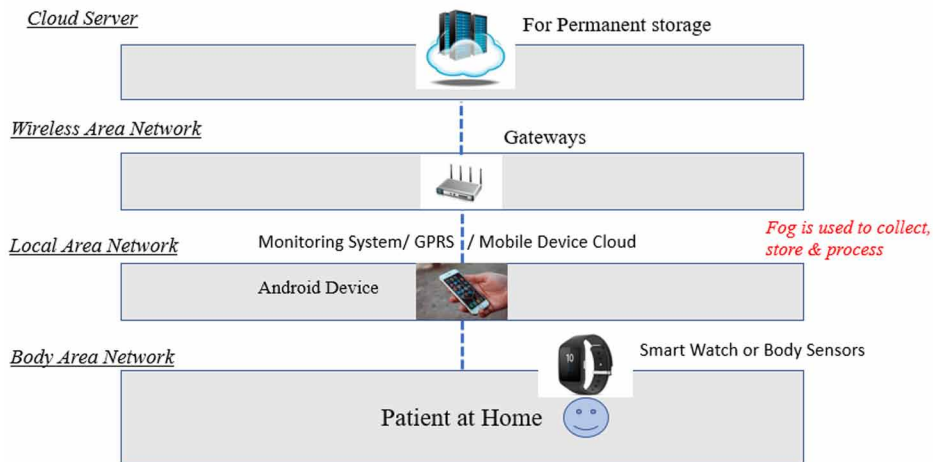 Cloud Server
For Permanent storage
Wireless Area Network
Gateways
Local Area Network
Monitoring System/ GPRS / Mobile Device Cloud
Fog is used to collect,
store & process
Android Device
Body Area Network
Smart Watch or Body Sensors
10
Patient at Home